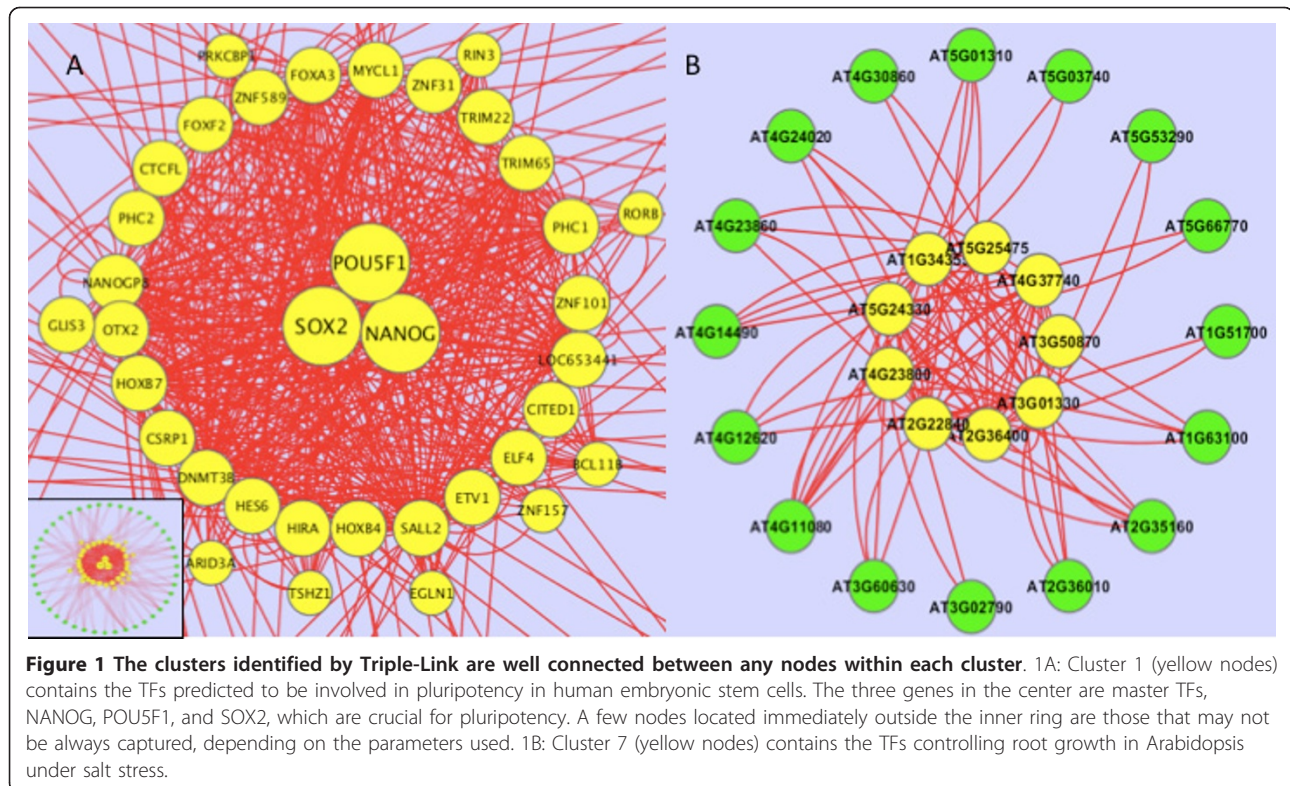 A
PRKCBP1
FOXA3
MYCL1
RIN3
ZNF589
ZNF31
FOXF2
TRIM22
CTCFL
TRIM65
PHC2
PHC1
RORB
POU5F1
NANOGP8
ZNF101
GLIS3
OTX2
SOX2
NANOG
LOC653441
HOXB7
CITED1
CSRP1
ELF4
BCL11B
DNMT3B
ETV1
HES6
ZNF157
HIRA
HOXB4
SALL2
ARID3A
TSHZ1
EGLN1
B
AT5G01310
AT4G30860
AT5G03740
AT4G24020
AT5G53290
AT4G23860
AT5G66770
AT5G25475
AT1G3435
AT4G37740
AT5G24330
AT4G14490
AT1G51700
AT3G50870
AT4G23800
AT3G01330
AT2G22840
AT2G36400
AT4G12620
AT1G63100
AT4G11080
AT2G35160
AT3G60630
AT2G36010
AT3G02790
Figure 1 The clusters identified by Triple-Link are well connected between any nodes within each cluster. 1A: Cluster 1 (yellow nodes)
contains the TFs predicted to be involved in pluripotency in human embryonic stem cells. The three genes in the center are master TFs,
NANOG, POU5F1, and SOX2, which are crucial for pluripotency. A few nodes located immediately outside the inner ring are those that may not
be always captured, depending on the parameters used. 1B: Cluster 7 (yellow nodes) contains the TFs controlling root growth in Arabidopsis
under salt stress.